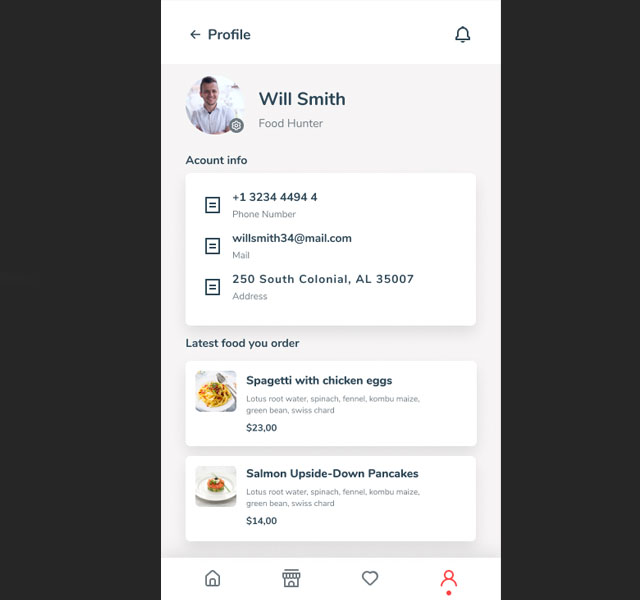 Profile
Will Smith
Food Hunter
Acount info
+1 3234 4494 4
Phone Number
willsmith34@mail.com
Mail
250 South Colonial, AL 35007
Address
Latest food you order
Spagetti with chicken eggs
Lotus root water, spinach, fennel, kombu maize,
green bean, swiss chard
$23,00
Salmon Upside-Down Pancakes
Lotus root water, spinach, fennel, kombu maize,
green bean, swiss chard
$14,00